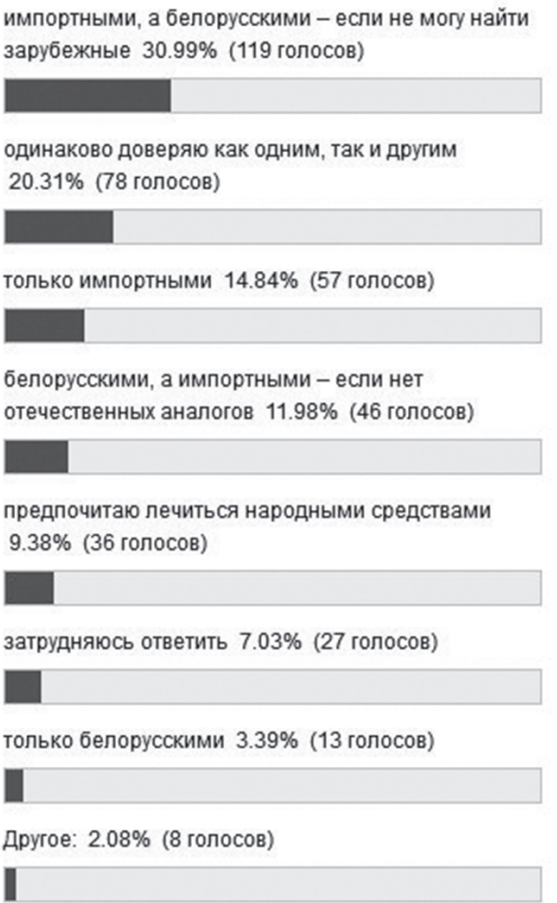 импортными, а белорусскими – если не могу найти
зарубежные 30.99% (119 голосов)
одинаково доверяю как одним, так и другим
20.31% (78 голосов)
только импортными 14.84% (57 голосов)
белорусскими, а импортными – если нет
отечественных аналогов 11.98% (46 голосов)
предпочитаю лечиться народными средствами
9.38% (36 голосов)
затрудняюсь ответить 7.03% (27 голосов)
только белорусскими 3.39% (13 голосов)
Другое: 2.08% (8 голосов)